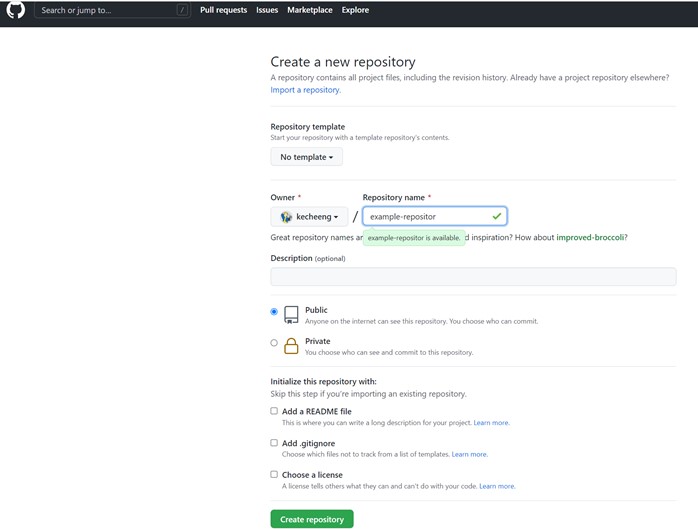 Search or jump to... / Pull requests Issues Marketplace Explore
Create a new repository
A repository contains all project files, including the revision history. Already have a project repository elsewhere?
Import a repository.
Repository template
Start your repository with a template repository's contents.
No template
Owner * Repository name *
kecheeng / example-repositor
Great repository names d inspiration? How about improved-broccoli?
example-repositor is available.
Description (optional)
Public
Anyone on the internet can see this repository. You choose who can commit.
Private
You choose who can see and commit to this repository.
Initialize this repository with:
Skip this step if you're importing an existing repository.
Add a README file
This is where you can write a long description for your project. Learn more.
Add .gitignore
Choose which files not to track from a list of templates. Learn more.
Choose a license
A license tells others what they can and can't do with your code. Learn more.
Create repository